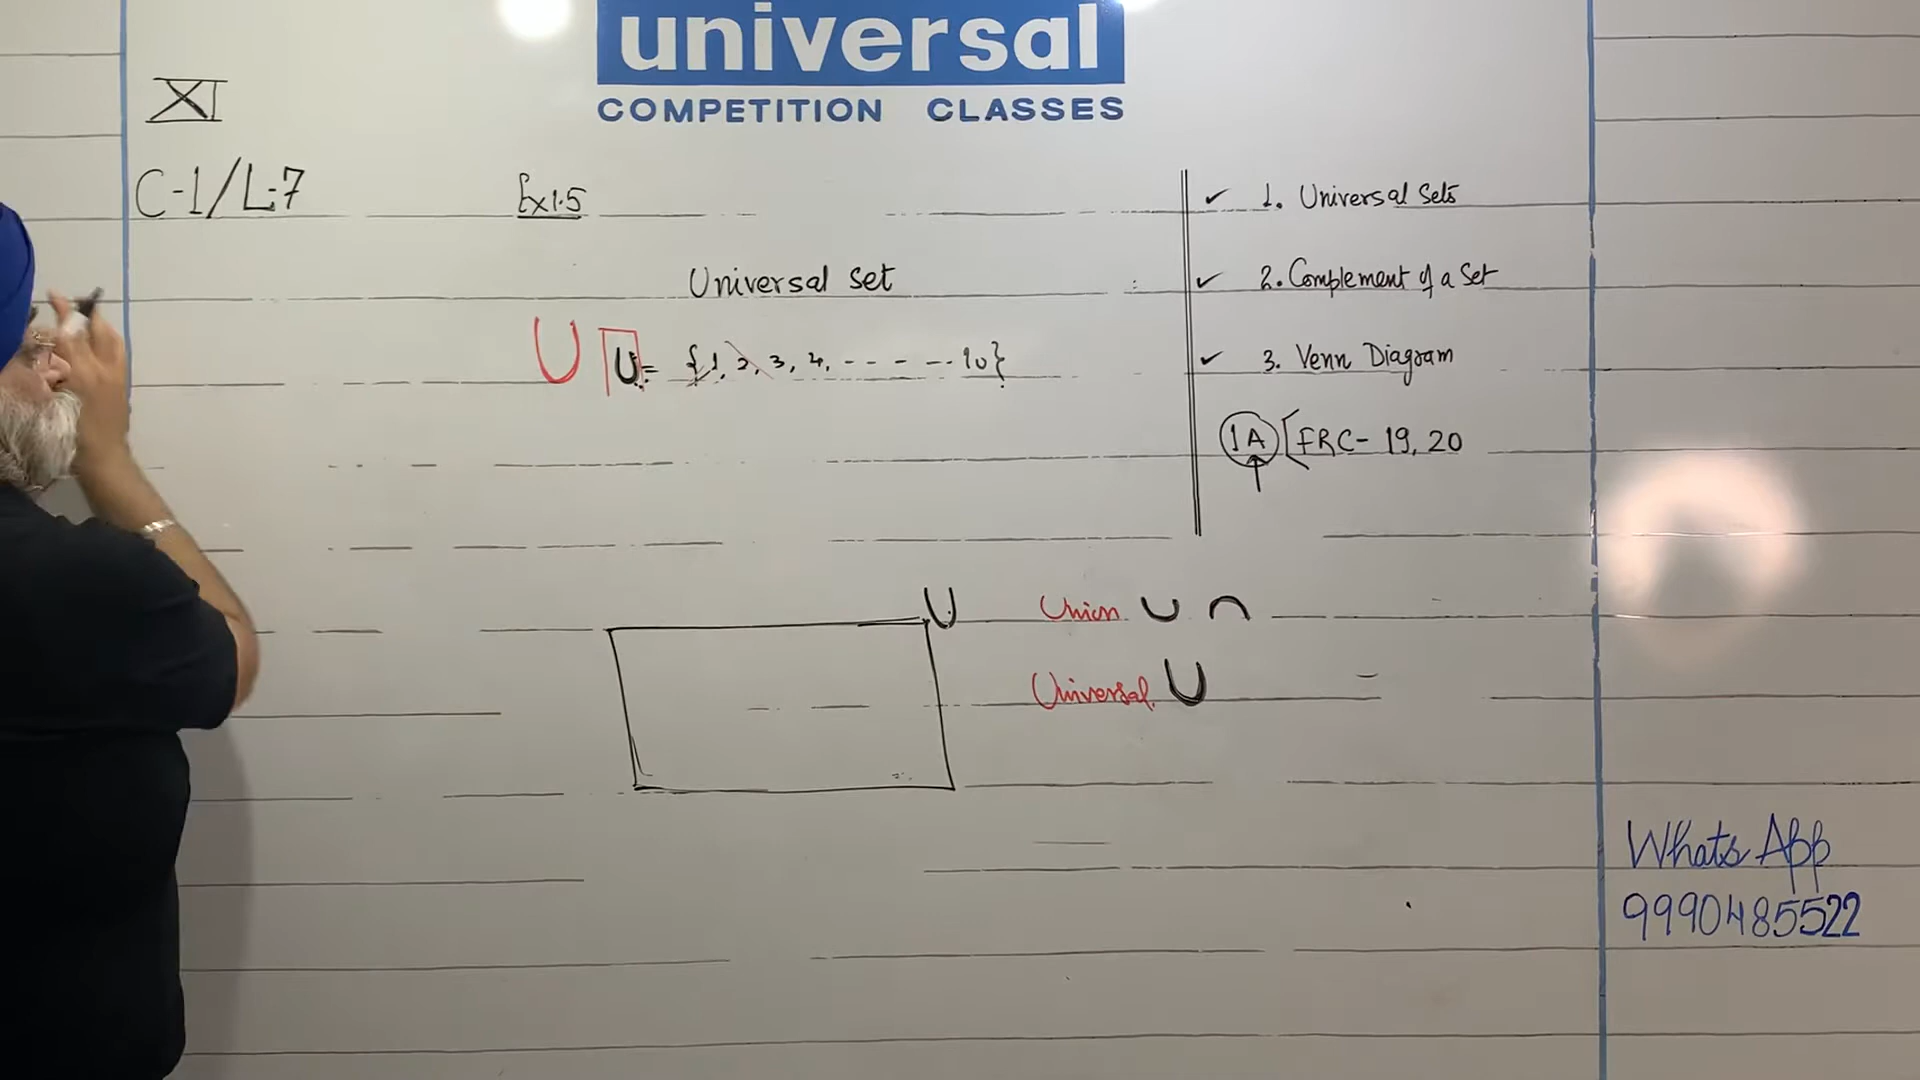 universal
COMPETITION CLASSES
XI
C-1/L-7
Ex1.5
Universal Set
U U = {1, 2, 3, 4, - - - - -- 10}
✓ 1. Universal Sets
✓ 2. Complement of a Set
✓ 3. Venn Diagram
1A [FRC- 19, 20
U
Union ∪ ∩
Universal U
Whats App
9990485522